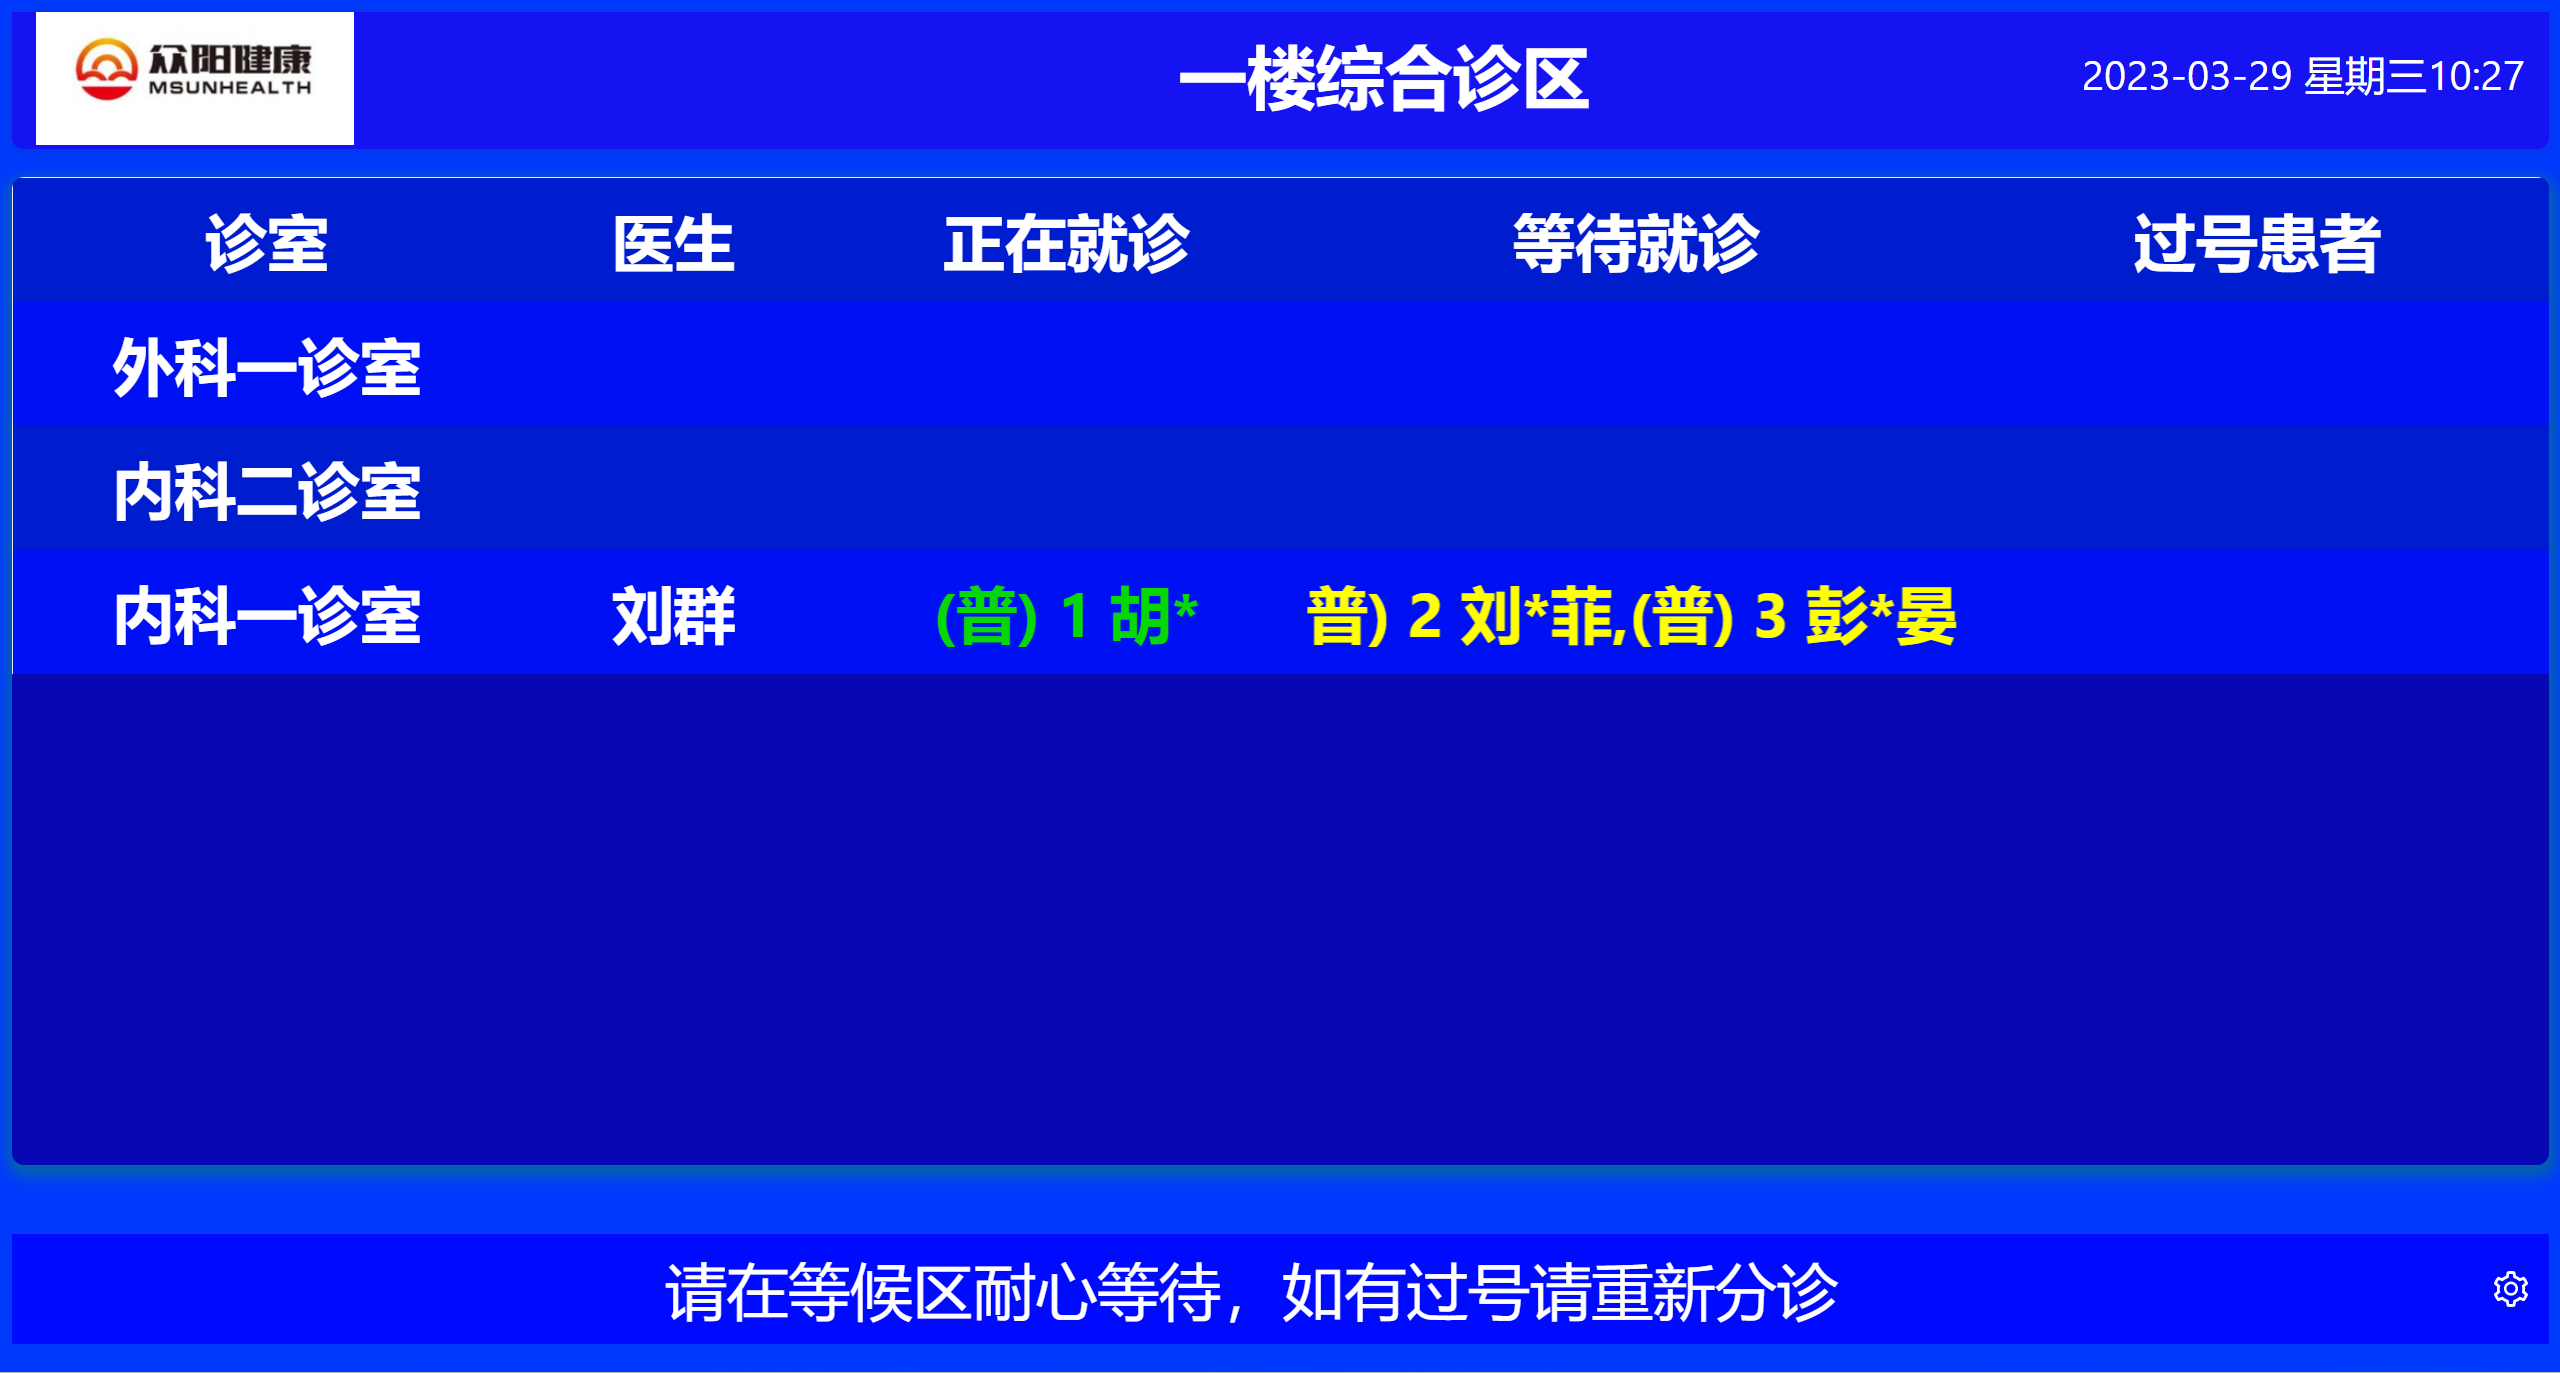 众阳健康
MSUNHEALTH
一楼综合诊区
2023-03-29 星期三10:27
诊室 医生 正在就诊 等待就诊 过号患者
外科一诊室
内科二诊室
内科一诊室 刘群 (普) 1 胡* 普) 2 刘*菲,(普) 3 彭*晏
请在等候区耐心等待，如有过号请重新分诊